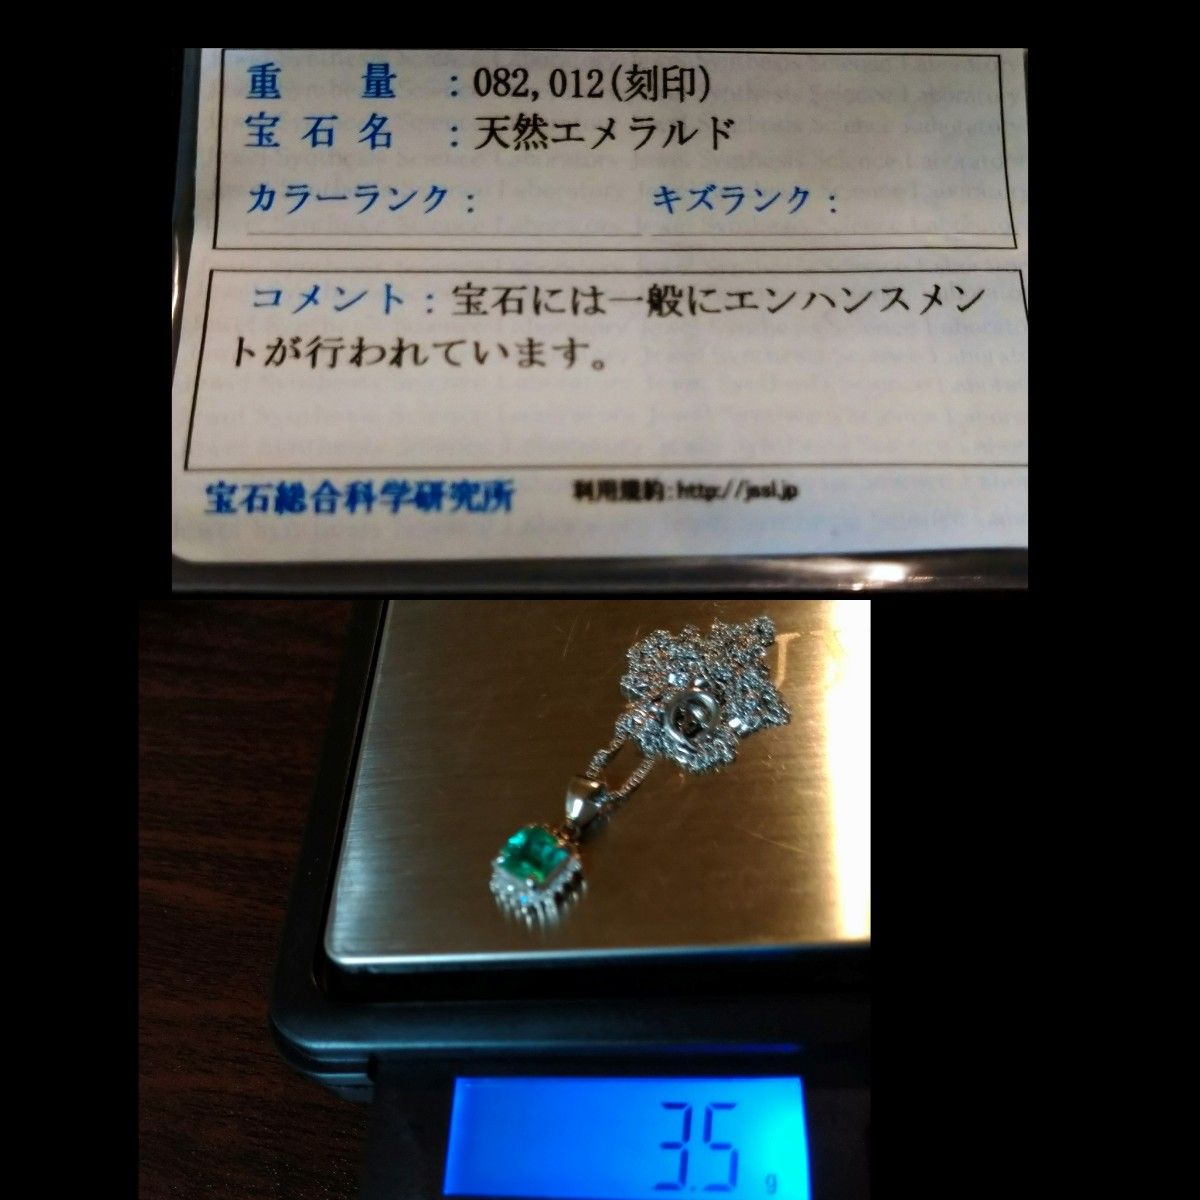 重量：082,012(刻印)
宝石名：天然エメラルド
カラーランク： キズランク：
コメント：宝石には一般にエンハンスメン
トが行われています。
宝石総合科学研究所 利用規約：http://jssl.jp
3.5 g